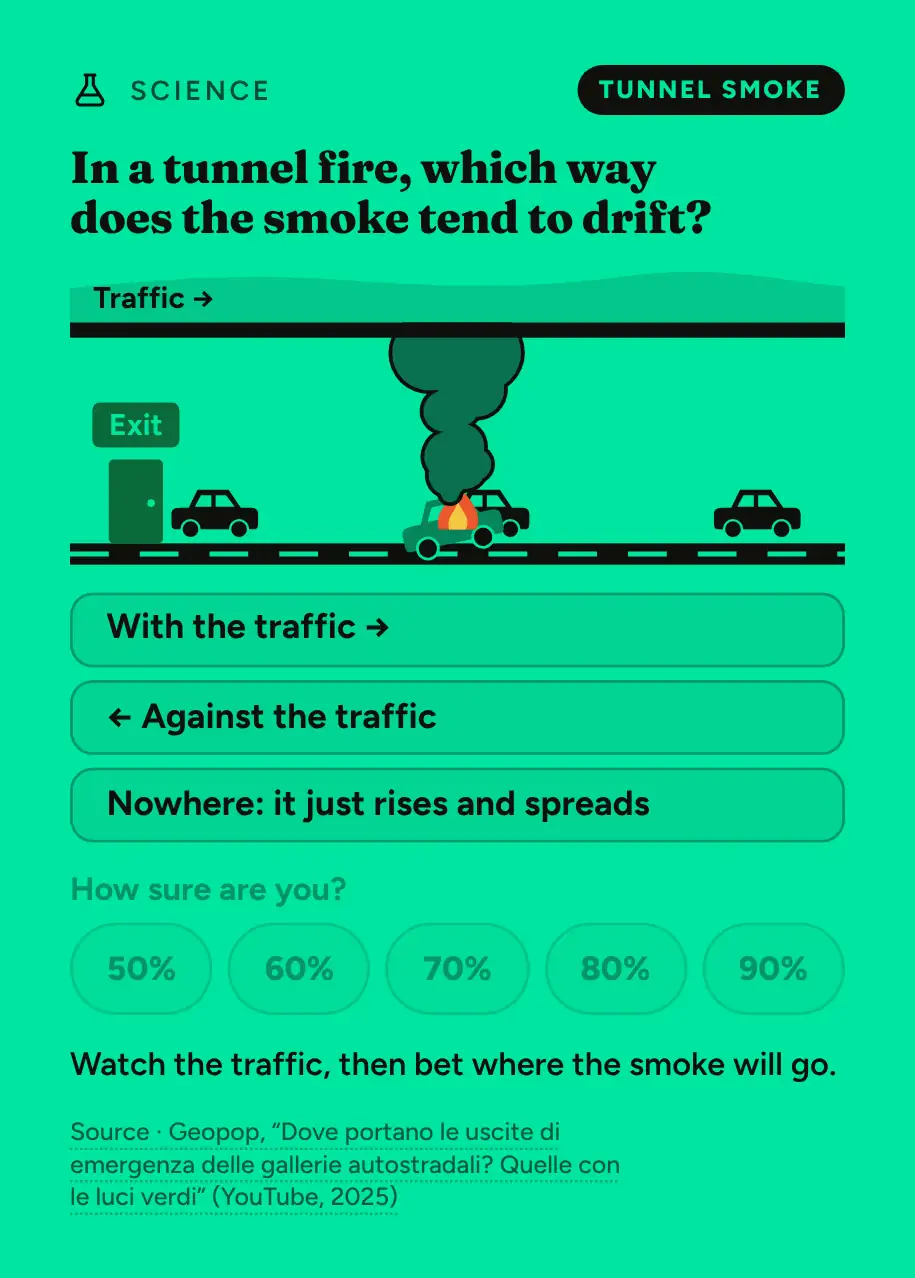 SCIENCE
TUNNEL SMOKE
In a tunnel fire, which way
does the smoke tend to drift?
Traffic →
Exit
With the traffic →
← Against the traffic
Nowhere: it just rises and spreads
How sure are you?
50% 60% 70% 80% 90%
Watch the traffic, then bet where the smoke will go.
Source · Geopop, “Dove portano le uscite di
emergenza delle gallerie autostradali? Quelle con
le luci verdi” (YouTube, 2025)